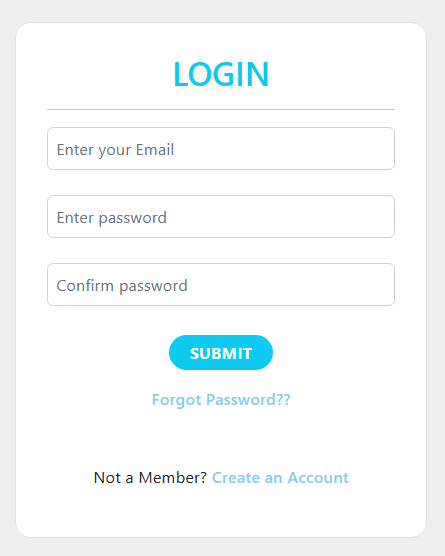 LOGIN
Enter your Email
Enter password
Confirm password
SUBMIT
Forgot Password??
Not a Member? Create an Account